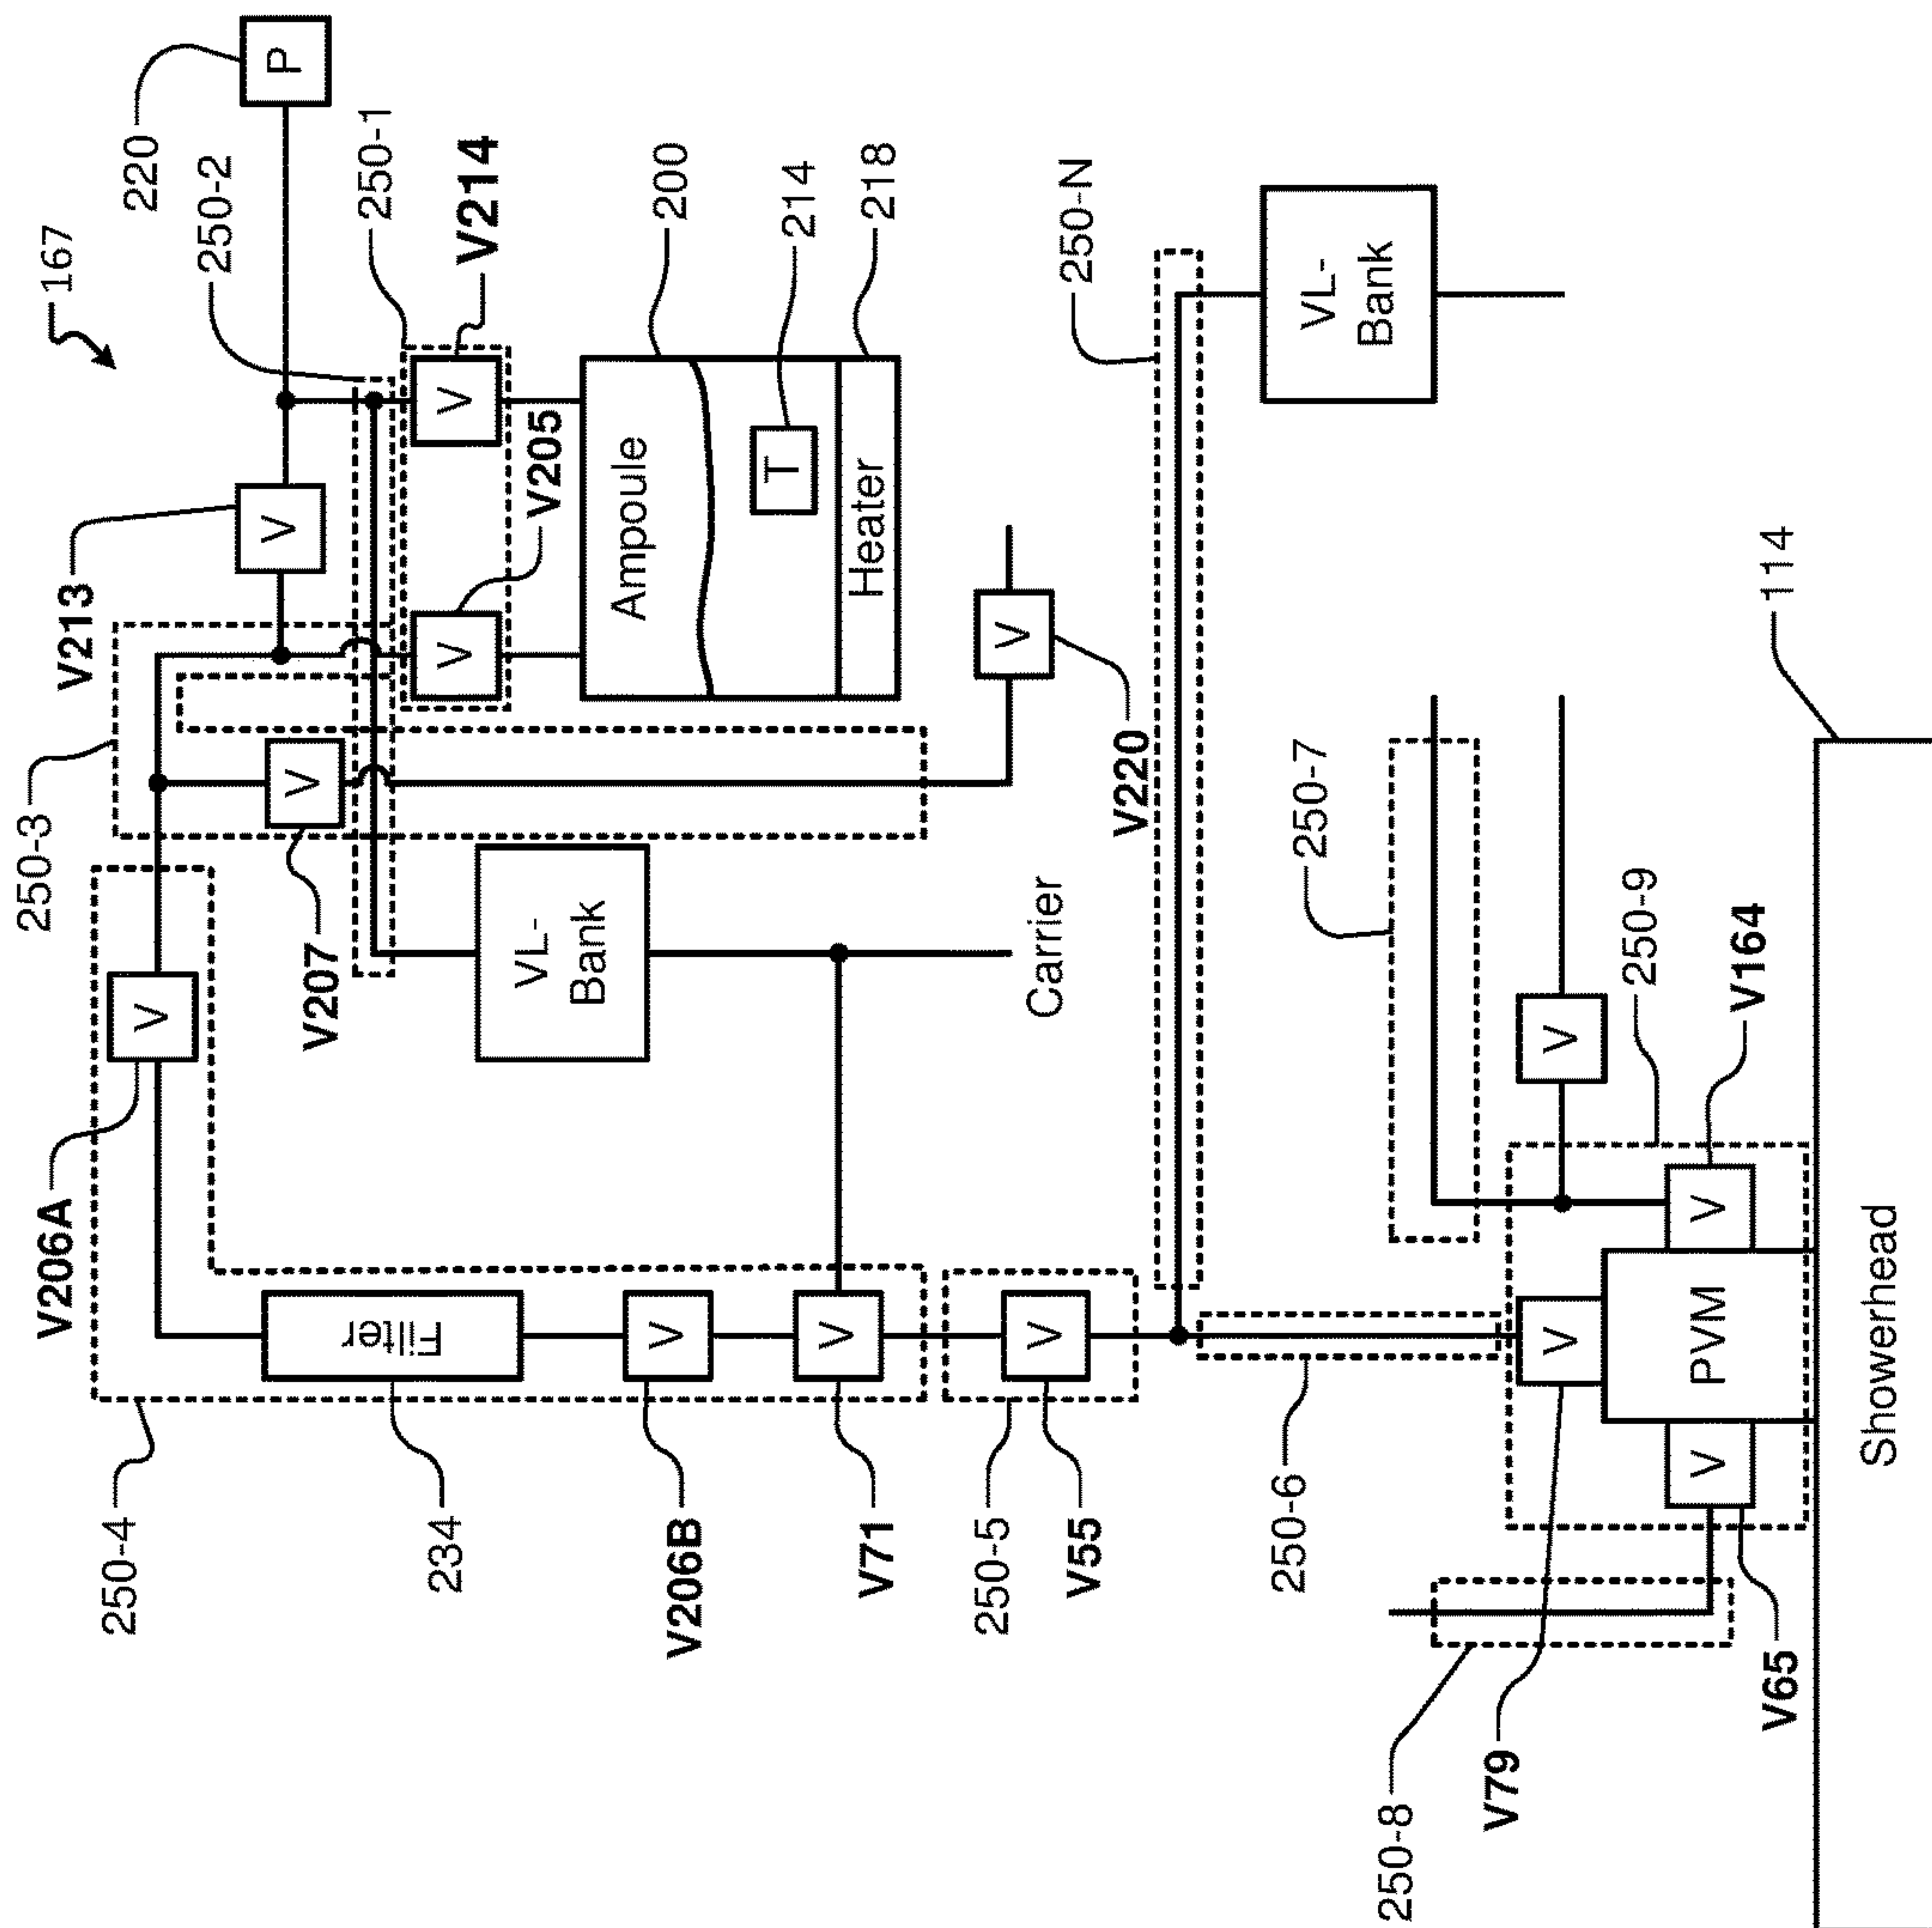 167
220
P
250-2
250-1
V214
V213
V
V
V205
V
200
Ampoule
214
T
218
Heater
250-3
V
V207
V206A
V
VL-
Bank
Carrier
V
V220
250-4
Filter
234
V
V206B
V
V71
250-5
V
V55
250-N
VL-
Bank
250-6
250-7
V
250-9
V164
V
V
PVM
V
250-8
V79
V65
114
Showerhead